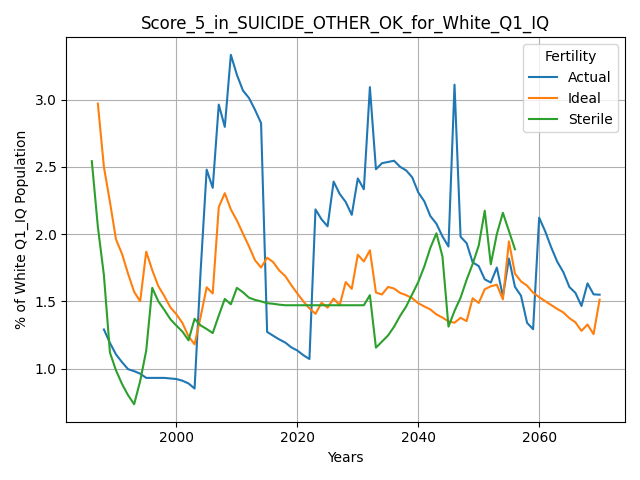 Score_5_in_SUICIDE_OTHER_OK_for_White_Q1_IQ
Fertility
Actual
Ideal
Sterile
% of White Q1_IQ Population
3.0
2.5
2.0
1.5
1.0
2000
2020
2040
2060
Years